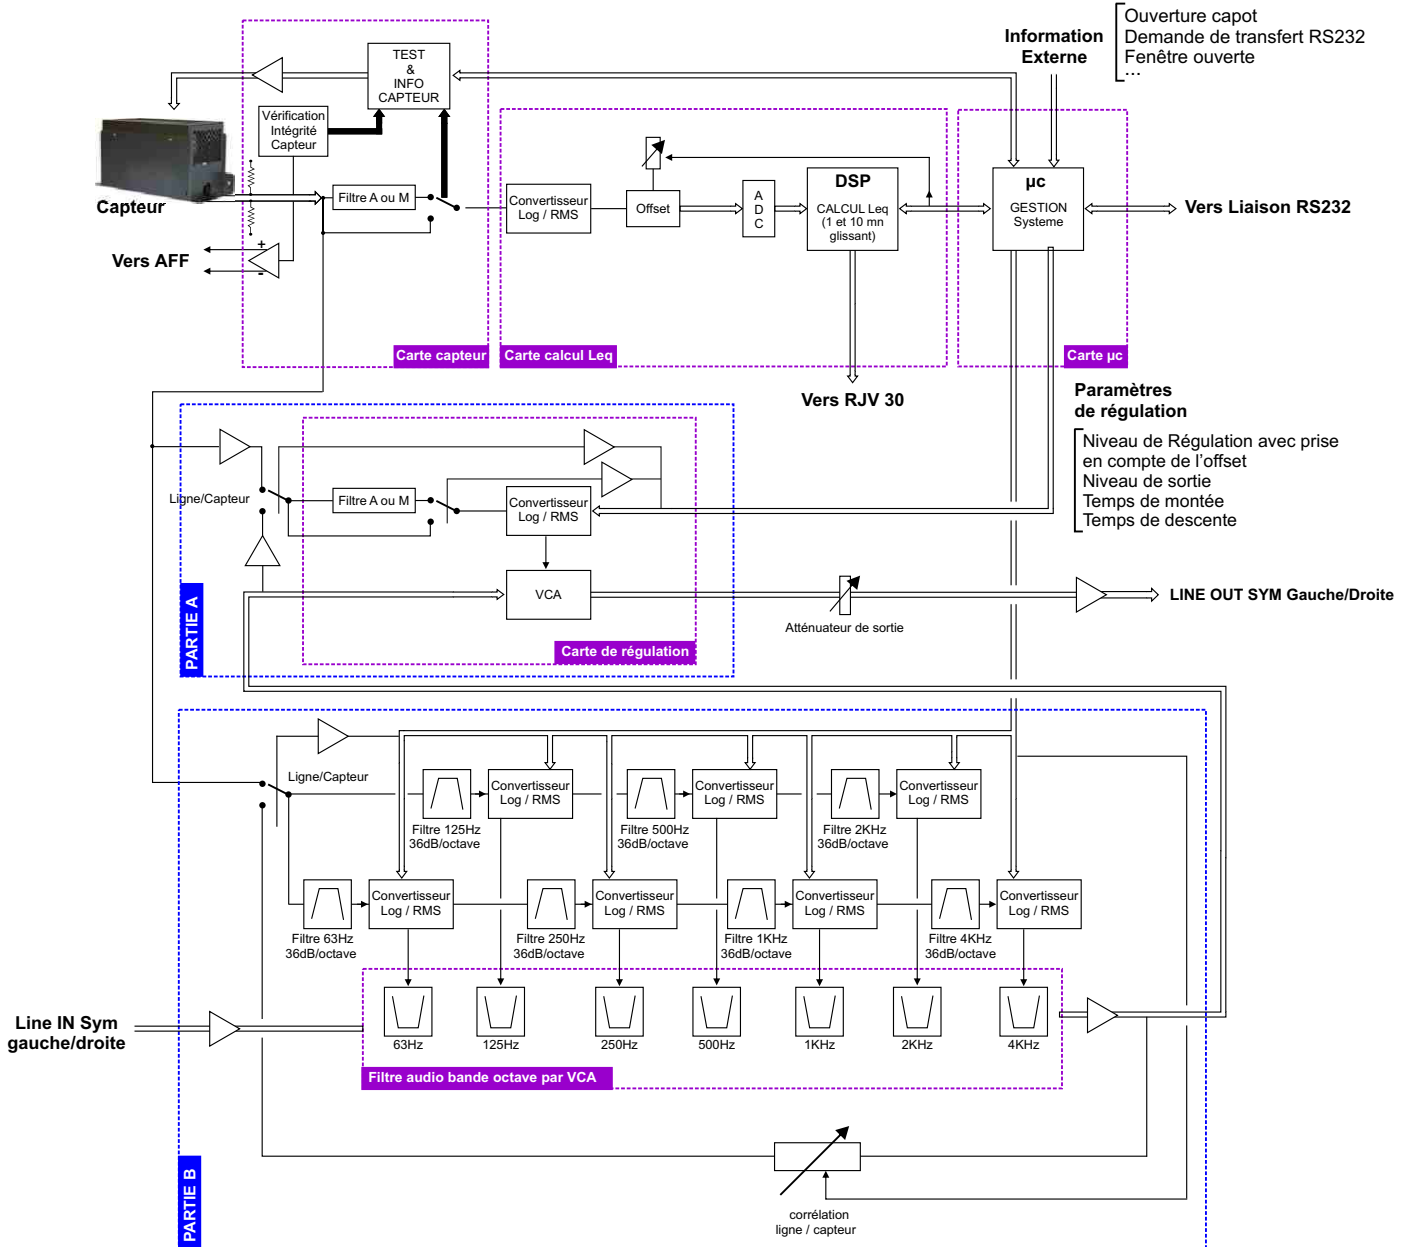 Ouverture capot
Demande de transfert RS232
Fenêtre ouverte
...
Information
Externe
TEST
&
INFO
CAPTEUR
Vérification
Intégrité
Capteur
Capteur
Filtre A ou M
Convertisseur
Log / RMS
Offset
A
D
C
DSP
CALCUL Leq
(1 et 10 mn
glissant)
µc
GESTION
Systeme
Vers Liaison RS232
+
-
Vers AFF
Carte capteur
Carte calcul Leq
Carte µc
Vers RJV 30
Paramètres
de régulation
Niveau de Régulation avec prise
en compte de l'offset
Niveau de sortie
Temps de montée
Temps de descente
Ligne/Capteur
Filtre A ou M
Convertisseur
Log / RMS
VCA
Atténuateur de sortie
LINE OUT SYM Gauche/Droite
PARTIE A
Carte de régulation
Ligne/Capteur
Convertisseur
Log / RMS
Convertisseur
Log / RMS
Convertisseur
Log / RMS
Filtre 125Hz
36dB/octave
Filtre 500Hz
36dB/octave
Filtre 2KHz
36dB/octave
Convertisseur
Log / RMS
Convertisseur
Log / RMS
Convertisseur
Log / RMS
Convertisseur
Log / RMS
Filtre 63Hz
36dB/octave
Filtre 250Hz
36dB/octave
Filtre 1KHz
36dB/octave
Filtre 4KHz
36dB/octave
Line IN Sym
gauche/droite
63Hz
125Hz
250Hz
500Hz
1KHz
2KHz
4KHz
Filtre audio bande octave par VCA
PARTIE B
corrélation
ligne / capteur